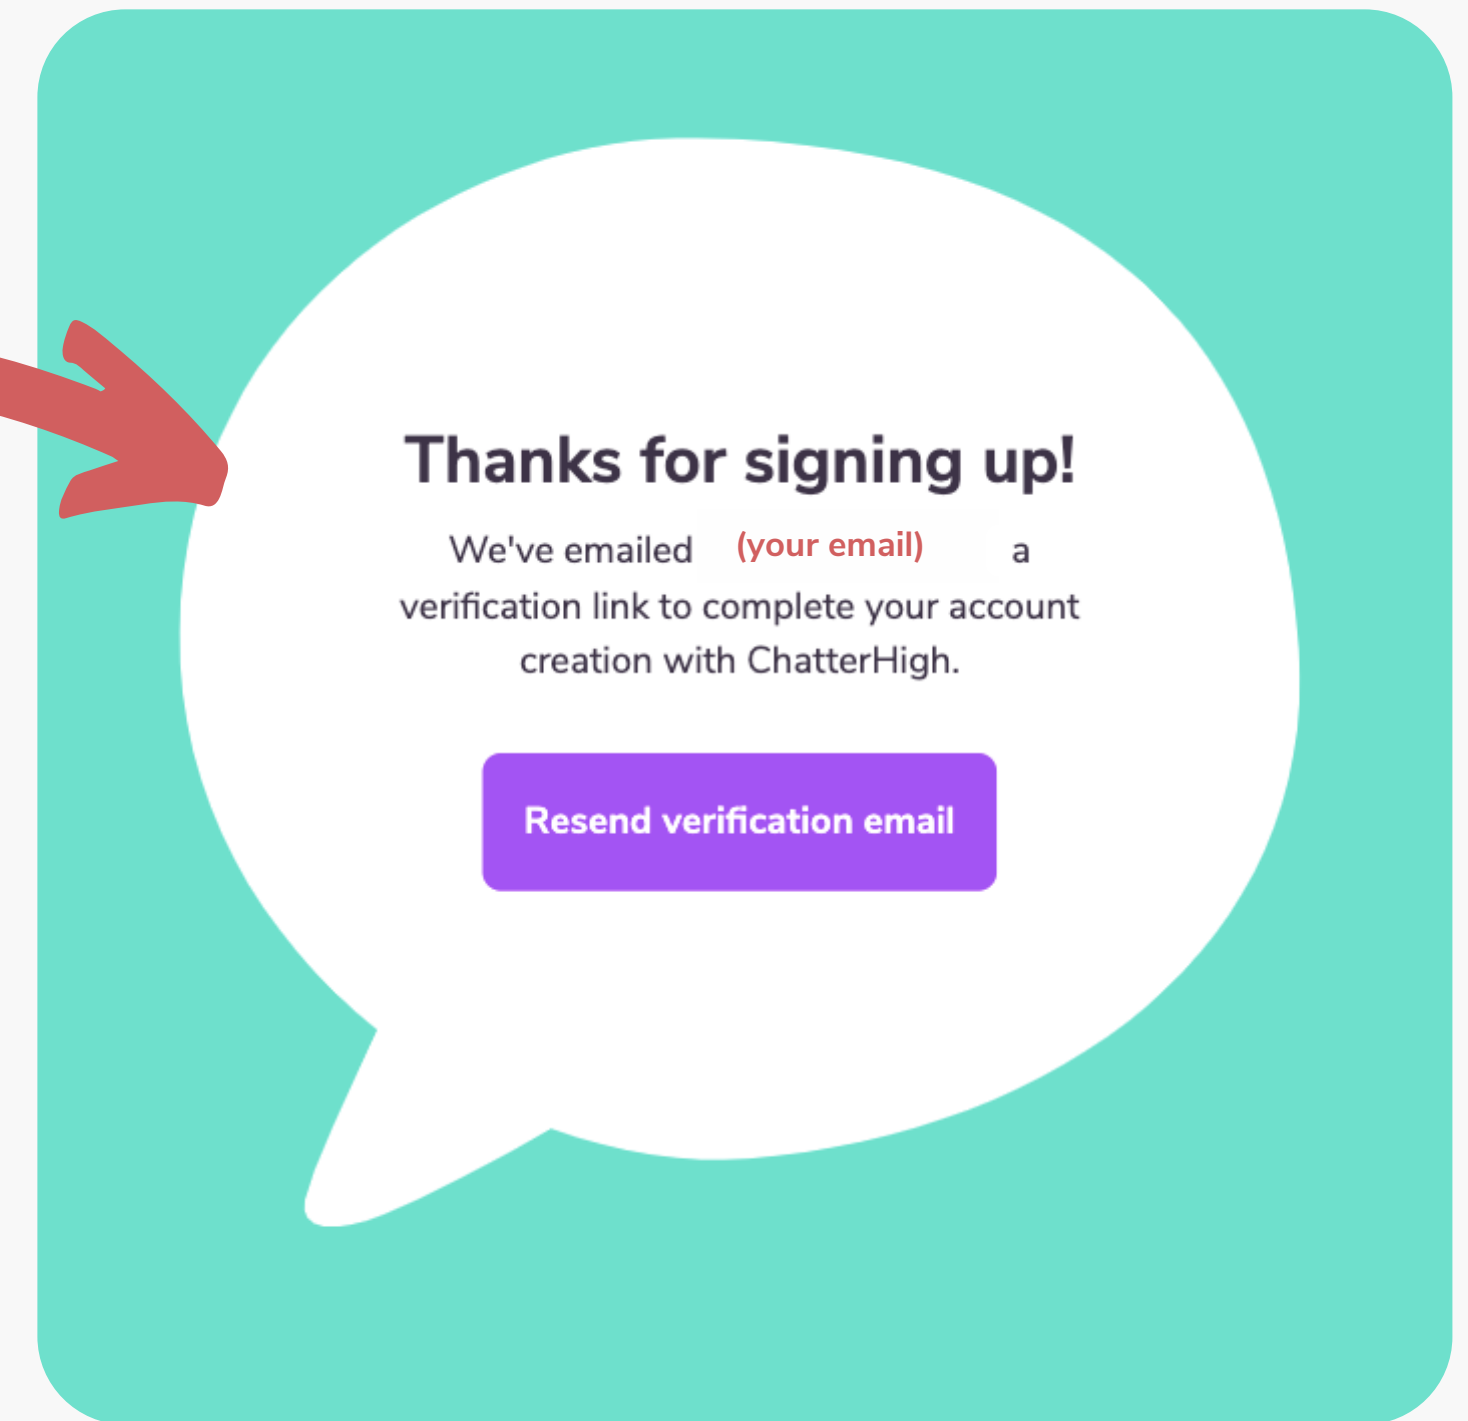 Thanks for signing up!
We've emailed (your email) a
verification link to complete your account
creation with ChatterHigh.
Resend verification email